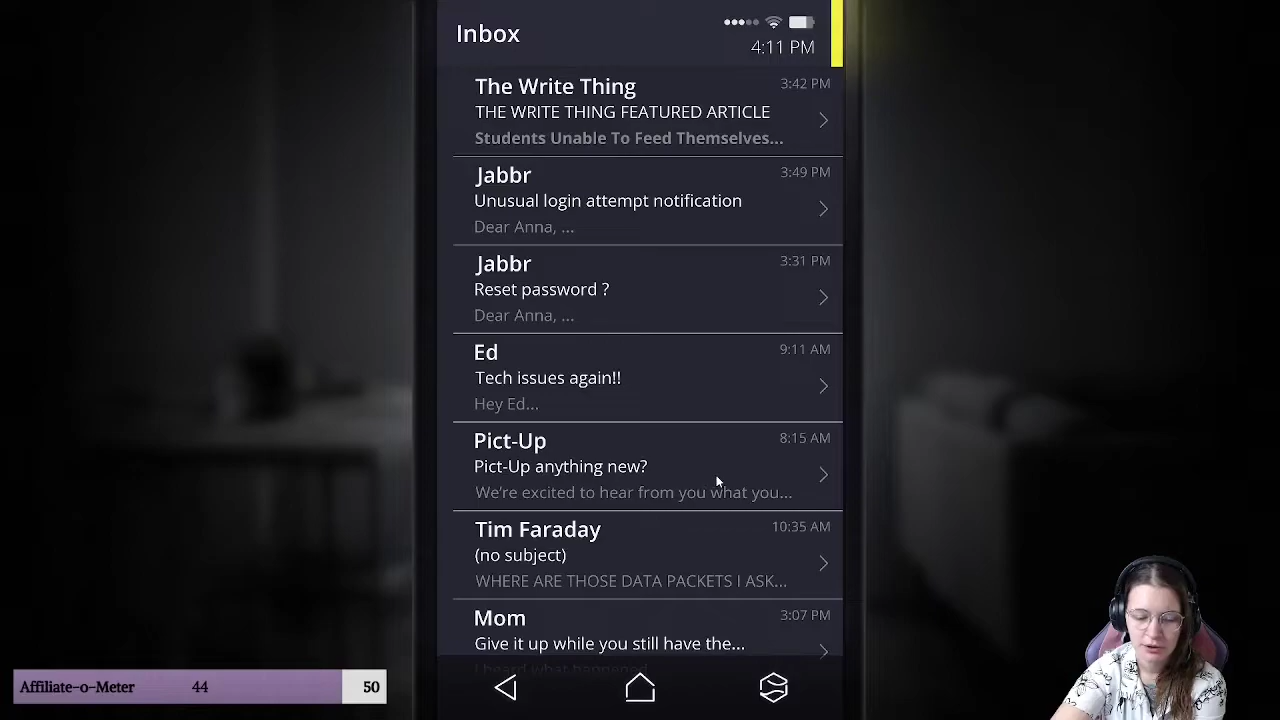 Inbox
4:11 PM
The Write Thing
3:42 PM
THE WRITE THING FEATURED ARTICLE
Students Unable To Feed Themselves...
Jabbr
3:49 PM
Unusual login attempt notification
Dear Anna, ...
Jabbr
3:31 PM
Reset password ?
Dear Anna, ...
Ed
9:11 AM
Tech issues again!!
Hey Ed...
Pict-Up
8:15 AM
Pict-Up anything new?
We're excited to hear from you what you...
Tim Faraday
10:35 AM
(no subject)
WHERE ARE THOSE DATA PACKETS I ASK...
Mom
3:07 PM
Give it up while you still have the...
I heard what happened
Affiliate-o-Meter 44 50